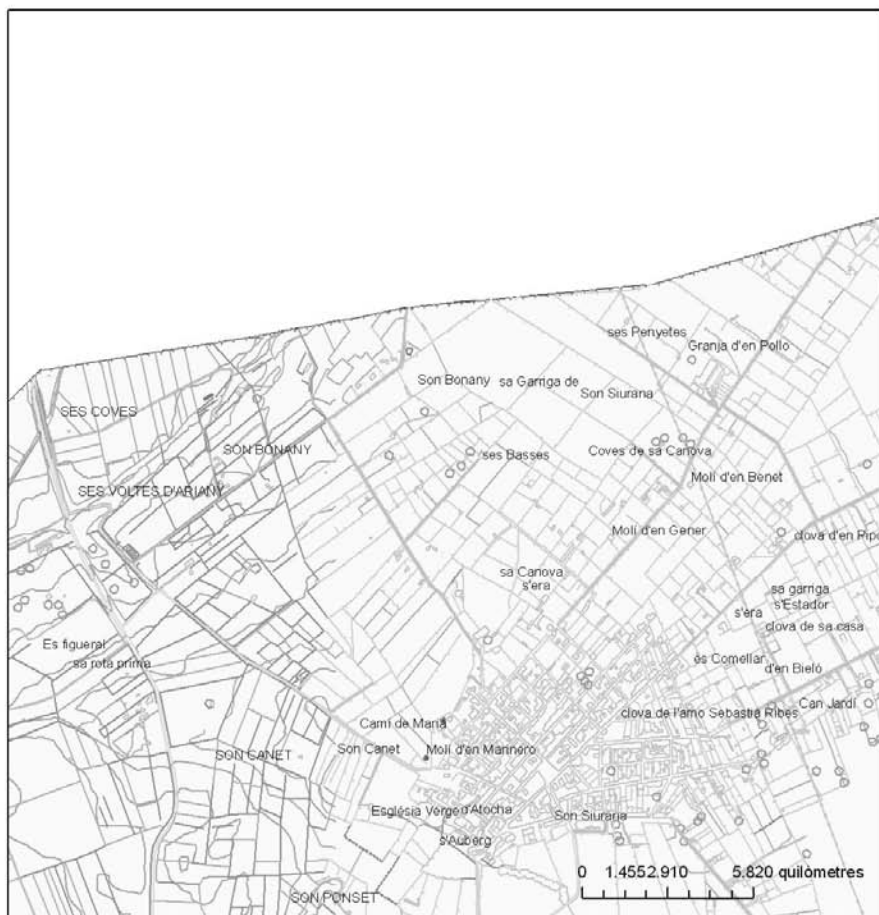 ses Penyetes
Granja d'en Pollo
Son Bonany
sa Garriga de
Son Siurana
SES COVES
SON BONANY
ses Basses
Coves de sa Canova
Molí d'en Benet
SES VOLTES D'ARIANY
Molí d'en Gener
clova d'en Pipo
sa Canova
s'era
sa garriga
s'Estador
s'era
clova de sa casa
Es figueral
sa rota prima
és Comellar
d'en Bieló
Can Jardí
clova de l'amo Sebastià Ribes
Camí de Maria
SON CANET
Son Canet
Molí d'en Marinero
Església Verge d'Atocha
Son Siurana
s'Auberg
0 1.4552.910 5.820 quilòmetres
SON PONSET